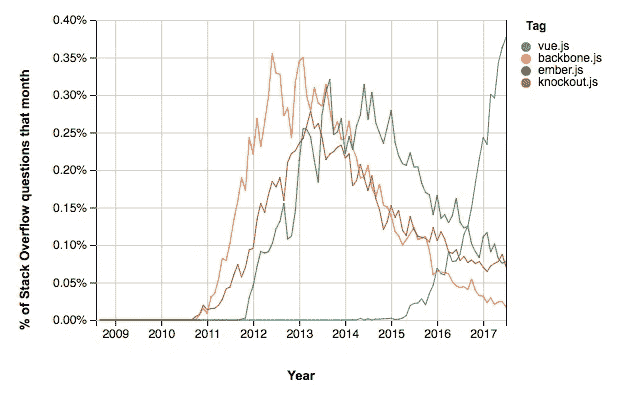 0.40%
0.35%
0.30%
0.25%
0.20%
0.15%
0.10%
0.05%
0.00%
% of Stack Overflow questions that month
2009 2010 2011 2012 2013 2014 2015 2016 2017
Year
Tag
vue.js
backbone.js
ember.js
knockout.js